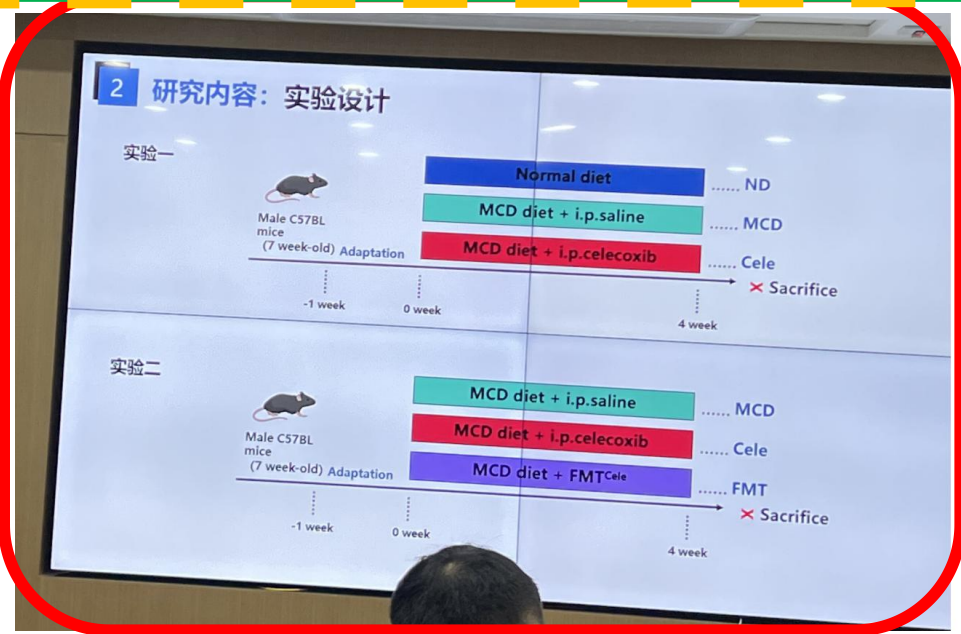 2 研究内容：实验设计
实验一
Normal diet
...... ND
MCD diet + i.p.saline
...... MCD
MCD diet + i.p.celecoxib
...... Cele
Male C57BL
mice
(7 week-old) Adaptation
× Sacrifice
-1 week
0 week
4 week
实验二
MCD diet + i.p.saline
...... MCD
MCD diet + i.p.celecoxib
...... Cele
MCD diet + FMTCele
...... FMT
Male C57BL
mice
(7 week-old) Adaptation
× Sacrifice
-1 week
0 week
4 week